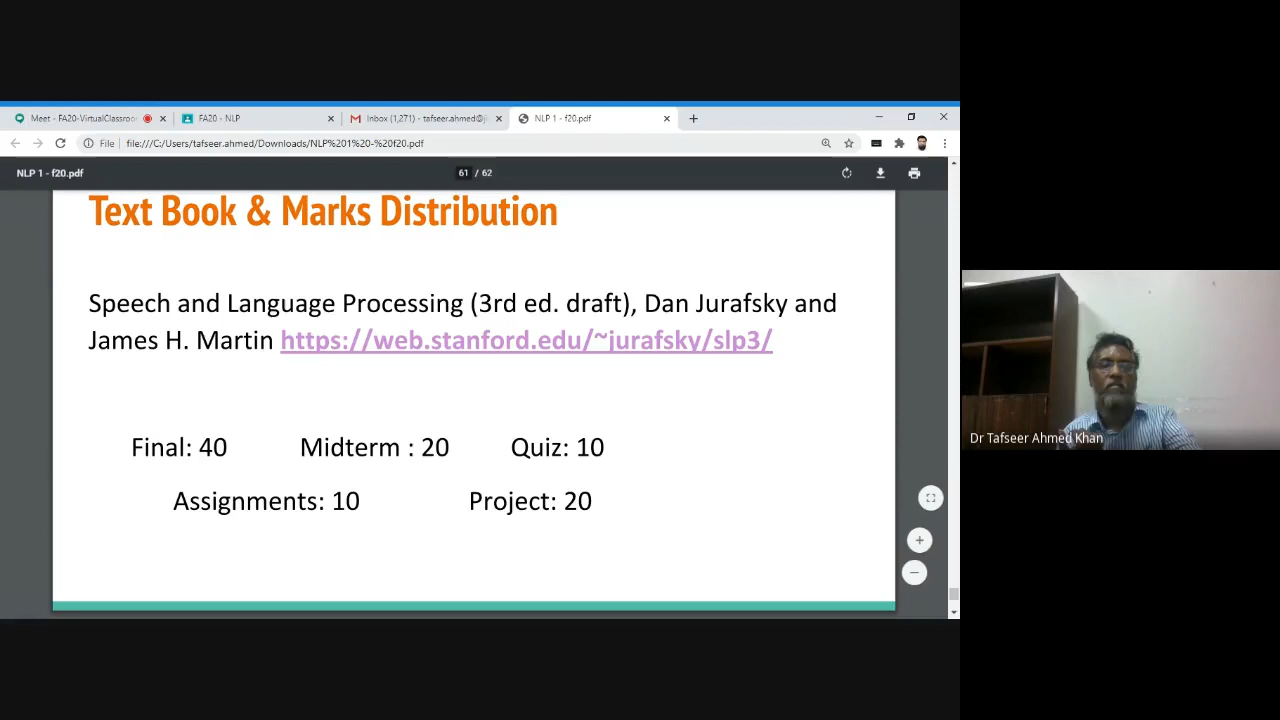 Meet - FA20-VirtualClassroo
FA20 - NLP
Inbox (1,271) - tafseer.ahmed@ji
NLP 1 - f20.pdf
File
file:///C:/Users/tafseer.ahmed/Downloads/NLP%201%20-%20f20.pdf
NLP 1 - f20.pdf
61 / 62
Text Book & Marks Distribution
Speech and Language Processing (3rd ed. draft), Dan Jurafsky and
James H. Martin https://web.stanford.edu/~jurafsky/slp3/
Final: 40 Midterm : 20 Quiz: 10
Assignments: 10 Project: 20
Dr Tafseer Ahmed Khan